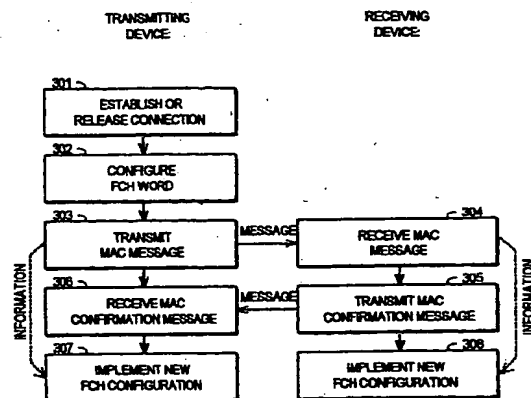 TRANSMITTING
DEVICE:
RECEIVING
DEVICE:
301
ESTABLISH OR
RELEASE CONNECTION
302
CONFIGURE
FCH WORD
303
TRANSMIT
MAC MESSAGE
MESSAGE
304
RECEIVE MAC
MESSAGE
306
RECEIVE MAC
CONFIRMATION MESSAGE
MESSAGE
305
TRANSMIT MAC
CONFIRMATION MESSAGE
INFORMATION
INFORMATION
307
IMPLEMENT NEW
FCH CONFIGURATION
308
IMPLEMENT NEW
FCH CONFIGURATION